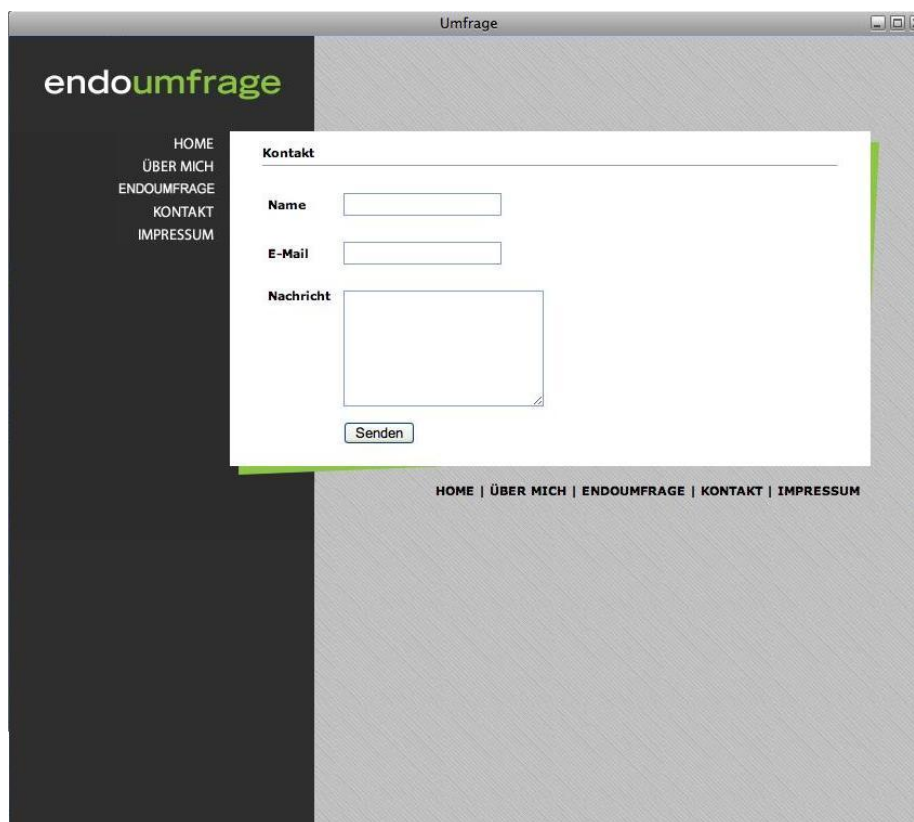 Umfrage
endoumfrage
HOME
ÜBER MICH
ENDOUMFRAGE
KONTAKT
IMPRESSUM
Kontakt
Name
E-Mail
Nachricht
Senden
HOME | ÜBER MICH | ENDOUMFRAGE | KONTAKT | IMPRESSUM